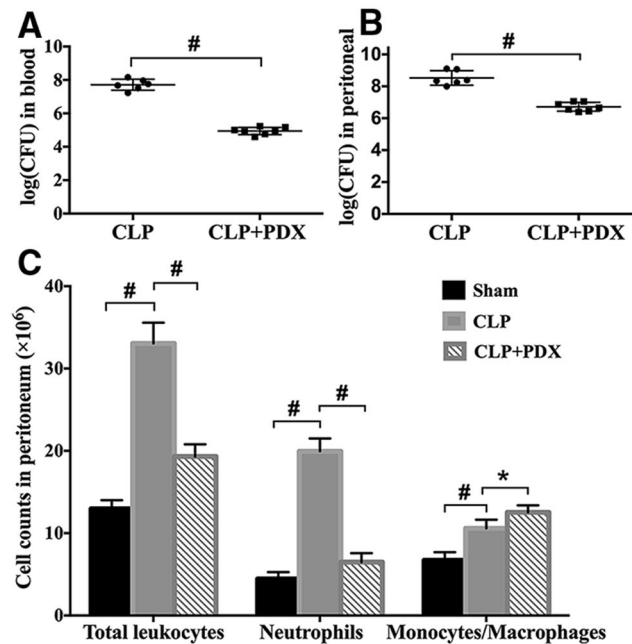 A
B
#
#
log(CFU) in blood
10
8
6
4
2
0
CLP
CLP+PDX
log(CFU) in peritoneal
10
8
6
4
2
0
CLP
CLP+PDX
C
Cell counts in peritoneum (×10⁶)
40
30
20
10
0
#
#
#
#
#
*
Sham
CLP
CLP+PDX
Total leukocytes
Neutrophils
Monocytes/Macrophages